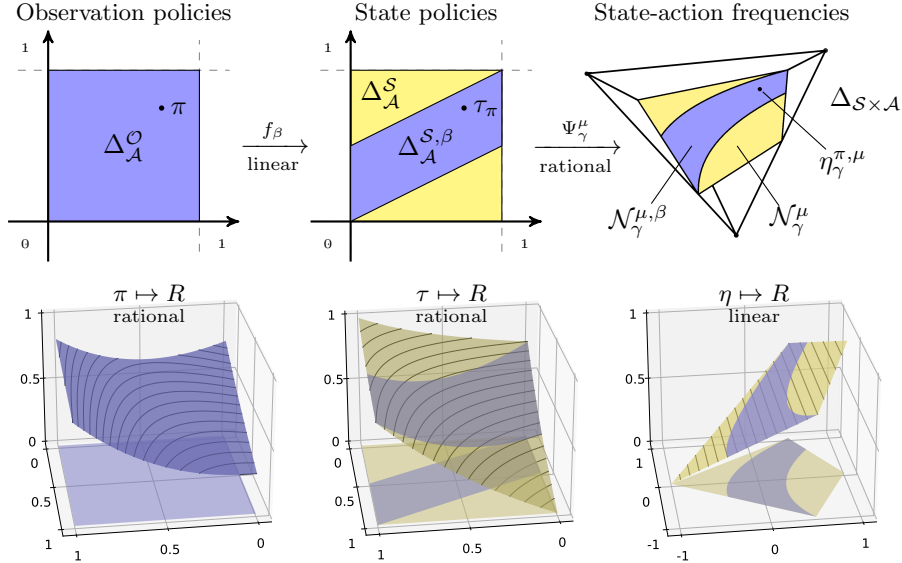 Observation policies
State policies
State-action frequencies
1
π
Δ_𝒜^𝒪
0
1
f_β
linear
1
Δ_𝒜^𝒮
τ_π
Δ_𝒜^{𝒮,β}
0
1
Ψ_γ^μ
rational
Δ_{𝒮×𝒜}
η_γ^{π,μ}
𝒩_γ^{μ,β}
𝒩_γ^μ
π ↦ R
rational
1
0.5
0
0
0.5
1
1
0.5
0
τ ↦ R
rational
1
0.5
0
0
0.5
1
1
0.5
0
η ↦ R
linear
1
0.5
0
1
0
-1
-1
0
1